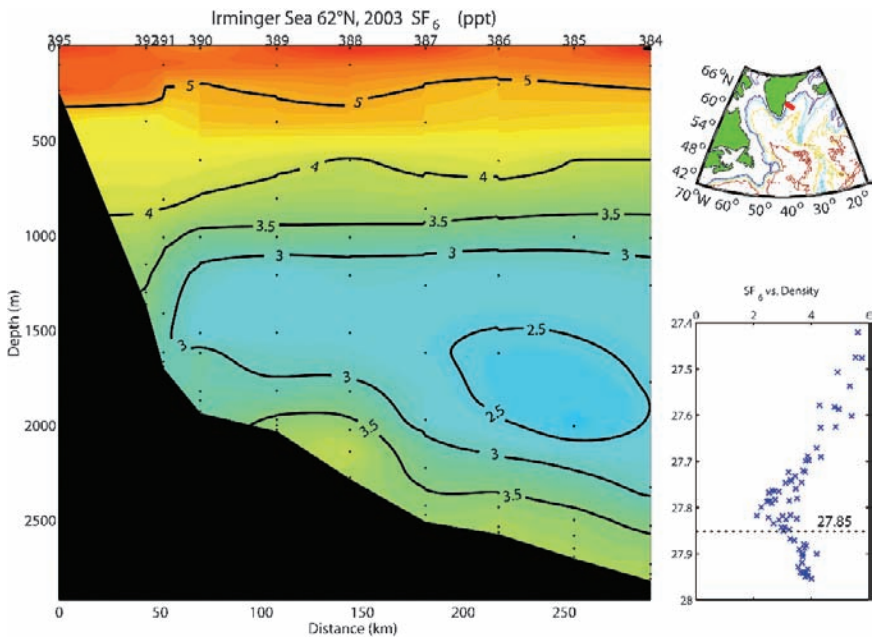 Irminger Sea 62°N, 2003 SF6 (ppt)
395 392 391 390 389 388 387 386 385 384
0
500
1000
1500
2000
2500
Depth (m)
0 50 100 150 200 250
Distance (km)
5 5 5
4 4 4
3.5 3.5 3.5
3 3 3
2.5
3
3
2.5
3.5
3
3.5
66°N
60°
54°
48°
42°
70°W 60° 50° 40° 30° 20°
SF6 vs. Density
0 2 4 6
27.4
27.5
27.6
27.7
27.8
27.85
27.9
28